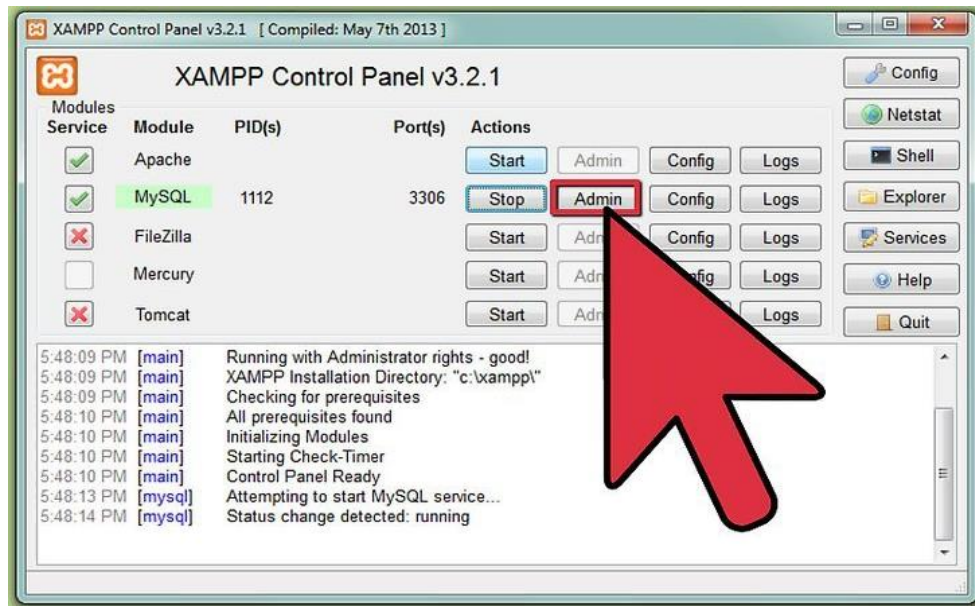 XAMPP Control Panel v3.2.1 [ Compiled: May 7th 2013 ]
XAMPP Control Panel v3.2.1
Config
Modules
Netstat
Service Module PID(s) Port(s) Actions
Apache Start Admin Config Logs
Shell
MySQL 1112 3306 Stop Admin Config Logs
Explorer
FileZilla Start Config Logs
Services
Mercury Start Logs
Help
Tomcat Start Logs
Quit
5:48:09 PM [main] Running with Administrator rights - good!
5:48:09 PM [main] XAMPP Installation Directory: "c:\xampp\"
5:48:09 PM [main] Checking for prerequisites
5:48:10 PM [main] All prerequisites found
5:48:10 PM [main] Initializing Modules
5:48:10 PM [main] Starting Check-Timer
5:48:10 PM [main] Control Panel Ready
5:48:13 PM [mysql] Attempting to start MySQL service...
5:48:14 PM [mysql] Status change detected: running